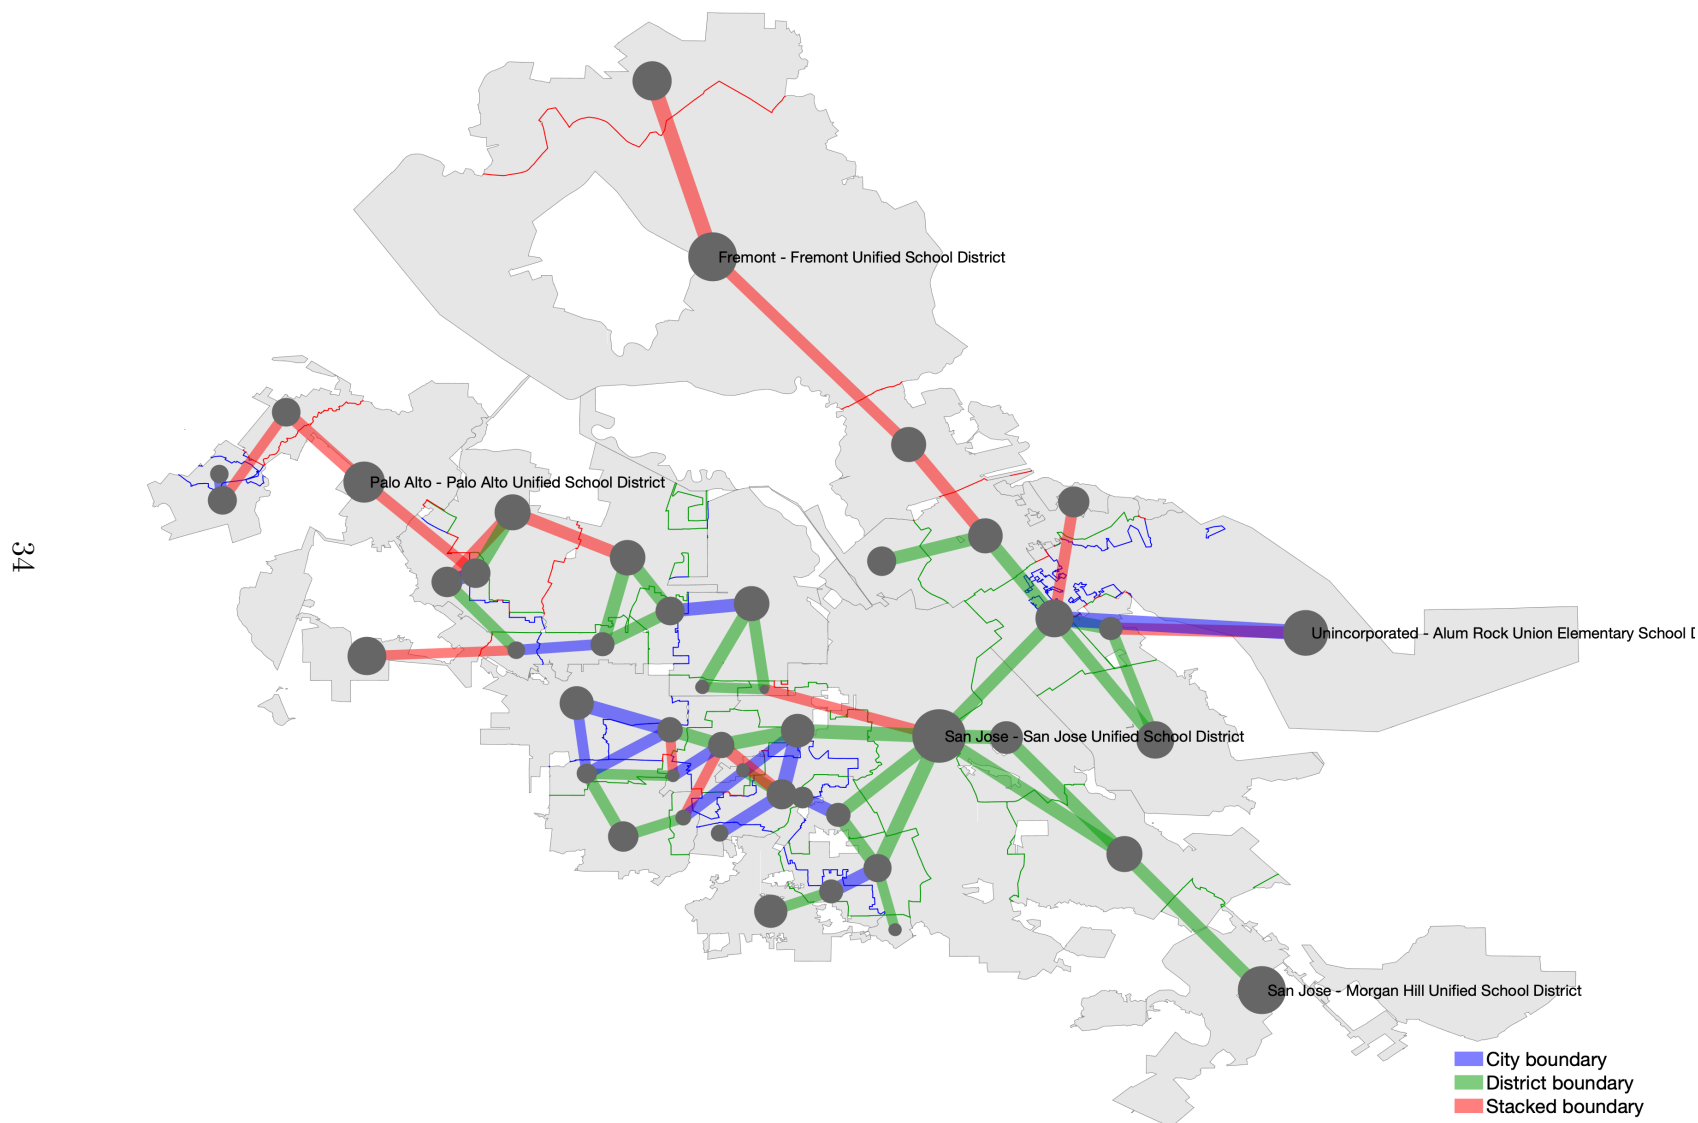 Fremont - Fremont Unified School District
Palo Alto - Palo Alto Unified School District
34
Unincorporated - Alum Rock Union Elementary School D
San Jose - San Jose Unified School District
San Jose - Morgan Hill Unified School District
City boundary
District boundary
Stacked boundary